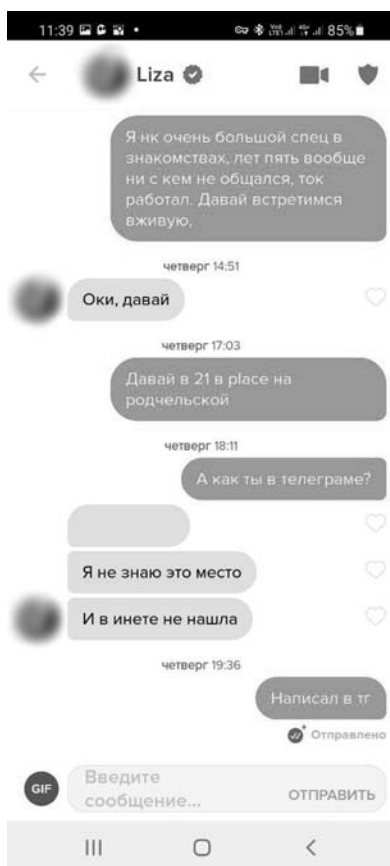 11:39
85%
Liza
Я нк очень большой спец в
знакомствах, лет пять вообще
ни с кем не общался, ток
работал. Давай встретимся
вживую,
четверг 14:51
Оки, давай
четверг 17:03
Давай в 21 в place на
родчельской
четверг 18:11
А как ты в телеграме?
Я не знаю это место
И в инете не нашла
четверг 19:36
Написал в тг
Отправлено
GIF
Введите
сообщение...
ОТПРАВИТЬ